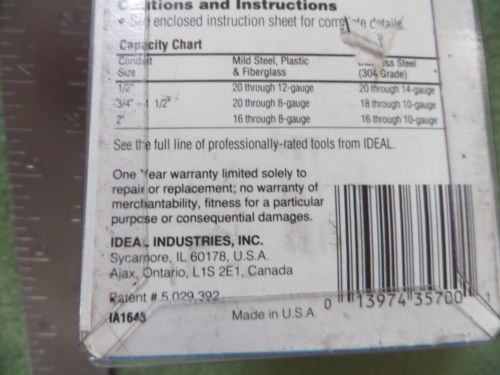 Cautions and Instructions
• See enclosed instruction sheet for complete details.
Capacity Chart
Conduit Size Mild Steel, Plastic & Fiberglass Stainless Steel (304 Grade)
1/2" 20 through 12-gauge 20 through 14-gauge
3/4" - 1 1/2" 20 through 8-gauge 18 through 10-gauge
2" 16 through 8-gauge 16 through 10-gauge
See the full line of professionally-rated tools from IDEAL.
One Year warranty limited solely to
repair or replacement; no warranty of
merchantability, fitness for a particular
purpose or consequential damages.
IDEAL INDUSTRIES, INC.
Sycamore, IL 60178, U.S.A.
Ajax, Ontario, L1S 2E1, Canada
Patent # 5,029,392
IA1643
Made in U.S.A.
0 13974 35700 1